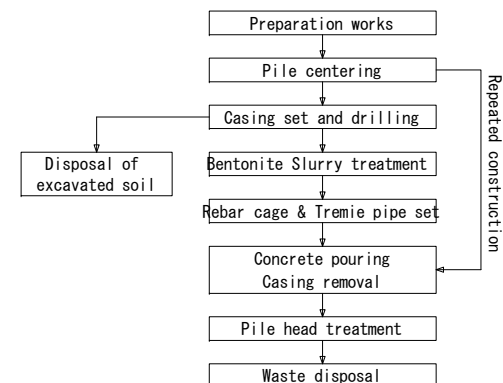 Preparation works
Pile centering
Casing set and drilling
Disposal of
excavated soil
Bentonite Slurry treatment
Rebar cage & Tremie pipe set
Concrete pouring
Casing removal
Pile head treatment
Waste disposal
Repeated construction